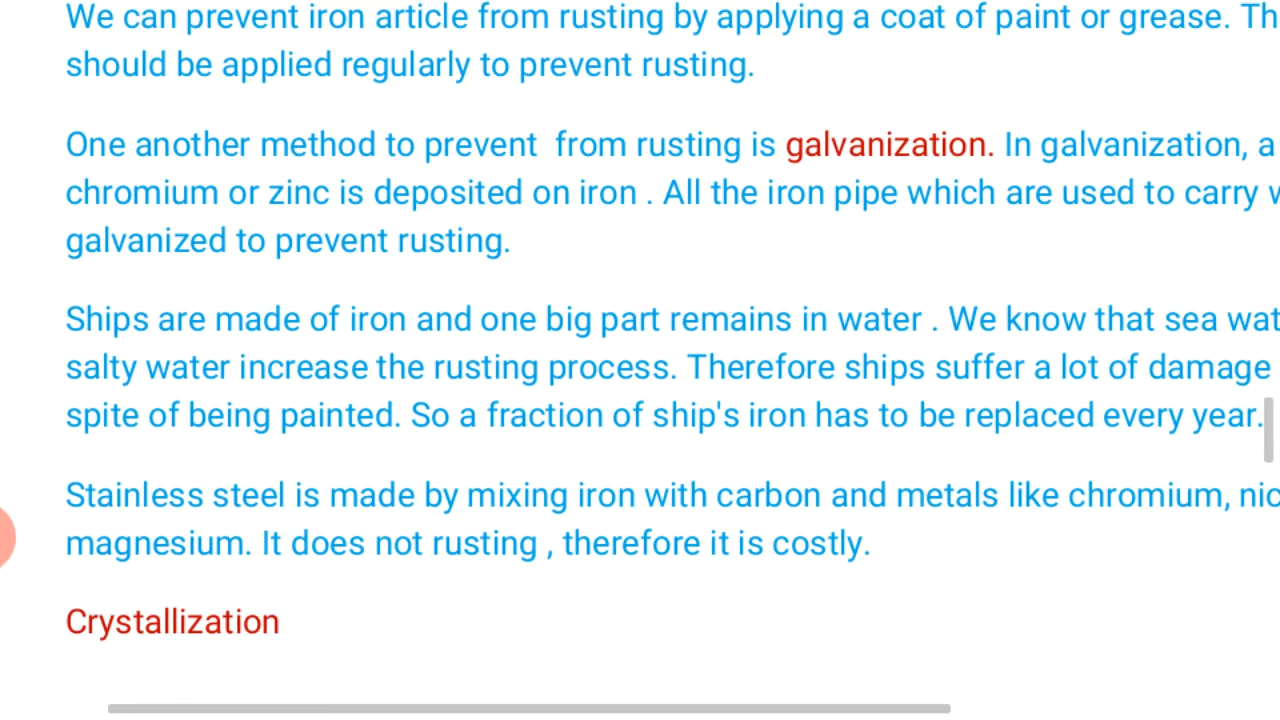 We can prevent iron article from rusting by applying a coat of paint or grease.
should be applied regularly to prevent rusting.
One another method to prevent from rusting is galvanization. In galvanization, a
chromium or zinc is deposited on iron . All the iron pipe which are used to carry
galvanized to prevent rusting.
Ships are made of iron and one big part remains in water . We know that sea
salty water increase the rusting process. Therefore ships suffer a lot of damage
spite of being painted. So a fraction of ship's iron has to be replaced every year.
Stainless steel is made by mixing iron with carbon and metals like chromium,
magnesium. It does not rusting , therefore it is costly.
Crystallization